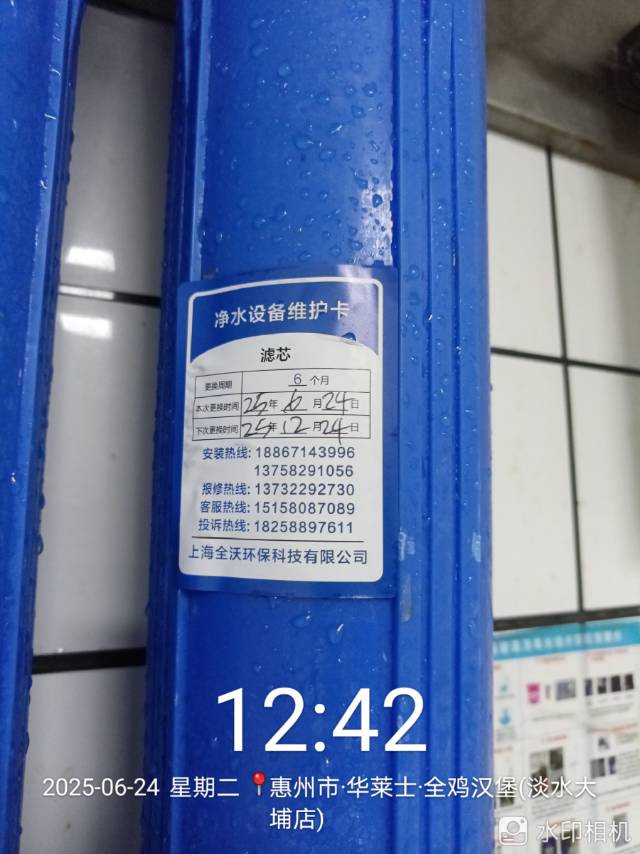 净水设备维护卡
滤芯
更换周期 6 个月
本次更换时间 25年 6月 24日
下次更换时间 25年 12月 24日
安装热线: 18867143996
13758291056
报修热线: 13732292730
客服热线: 15158087089
投诉热线: 18258897611
上海全沃环保科技有限公司
12:42
2025-06-24 星期二 惠州市·华莱士·全鸡汉堡(淡水大
埔店)
水印相机